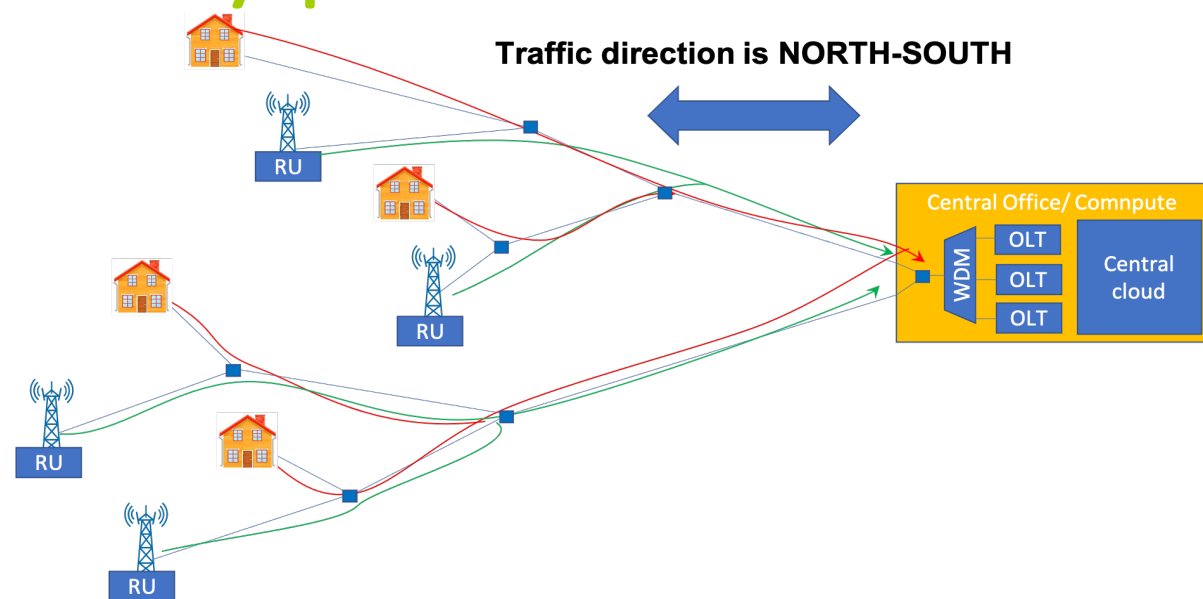 Traffic direction is NORTH-SOUTH
RU
RU
RU
RU
Central Office/ Comnpute
WDM
OLT
OLT
OLT
Central
cloud